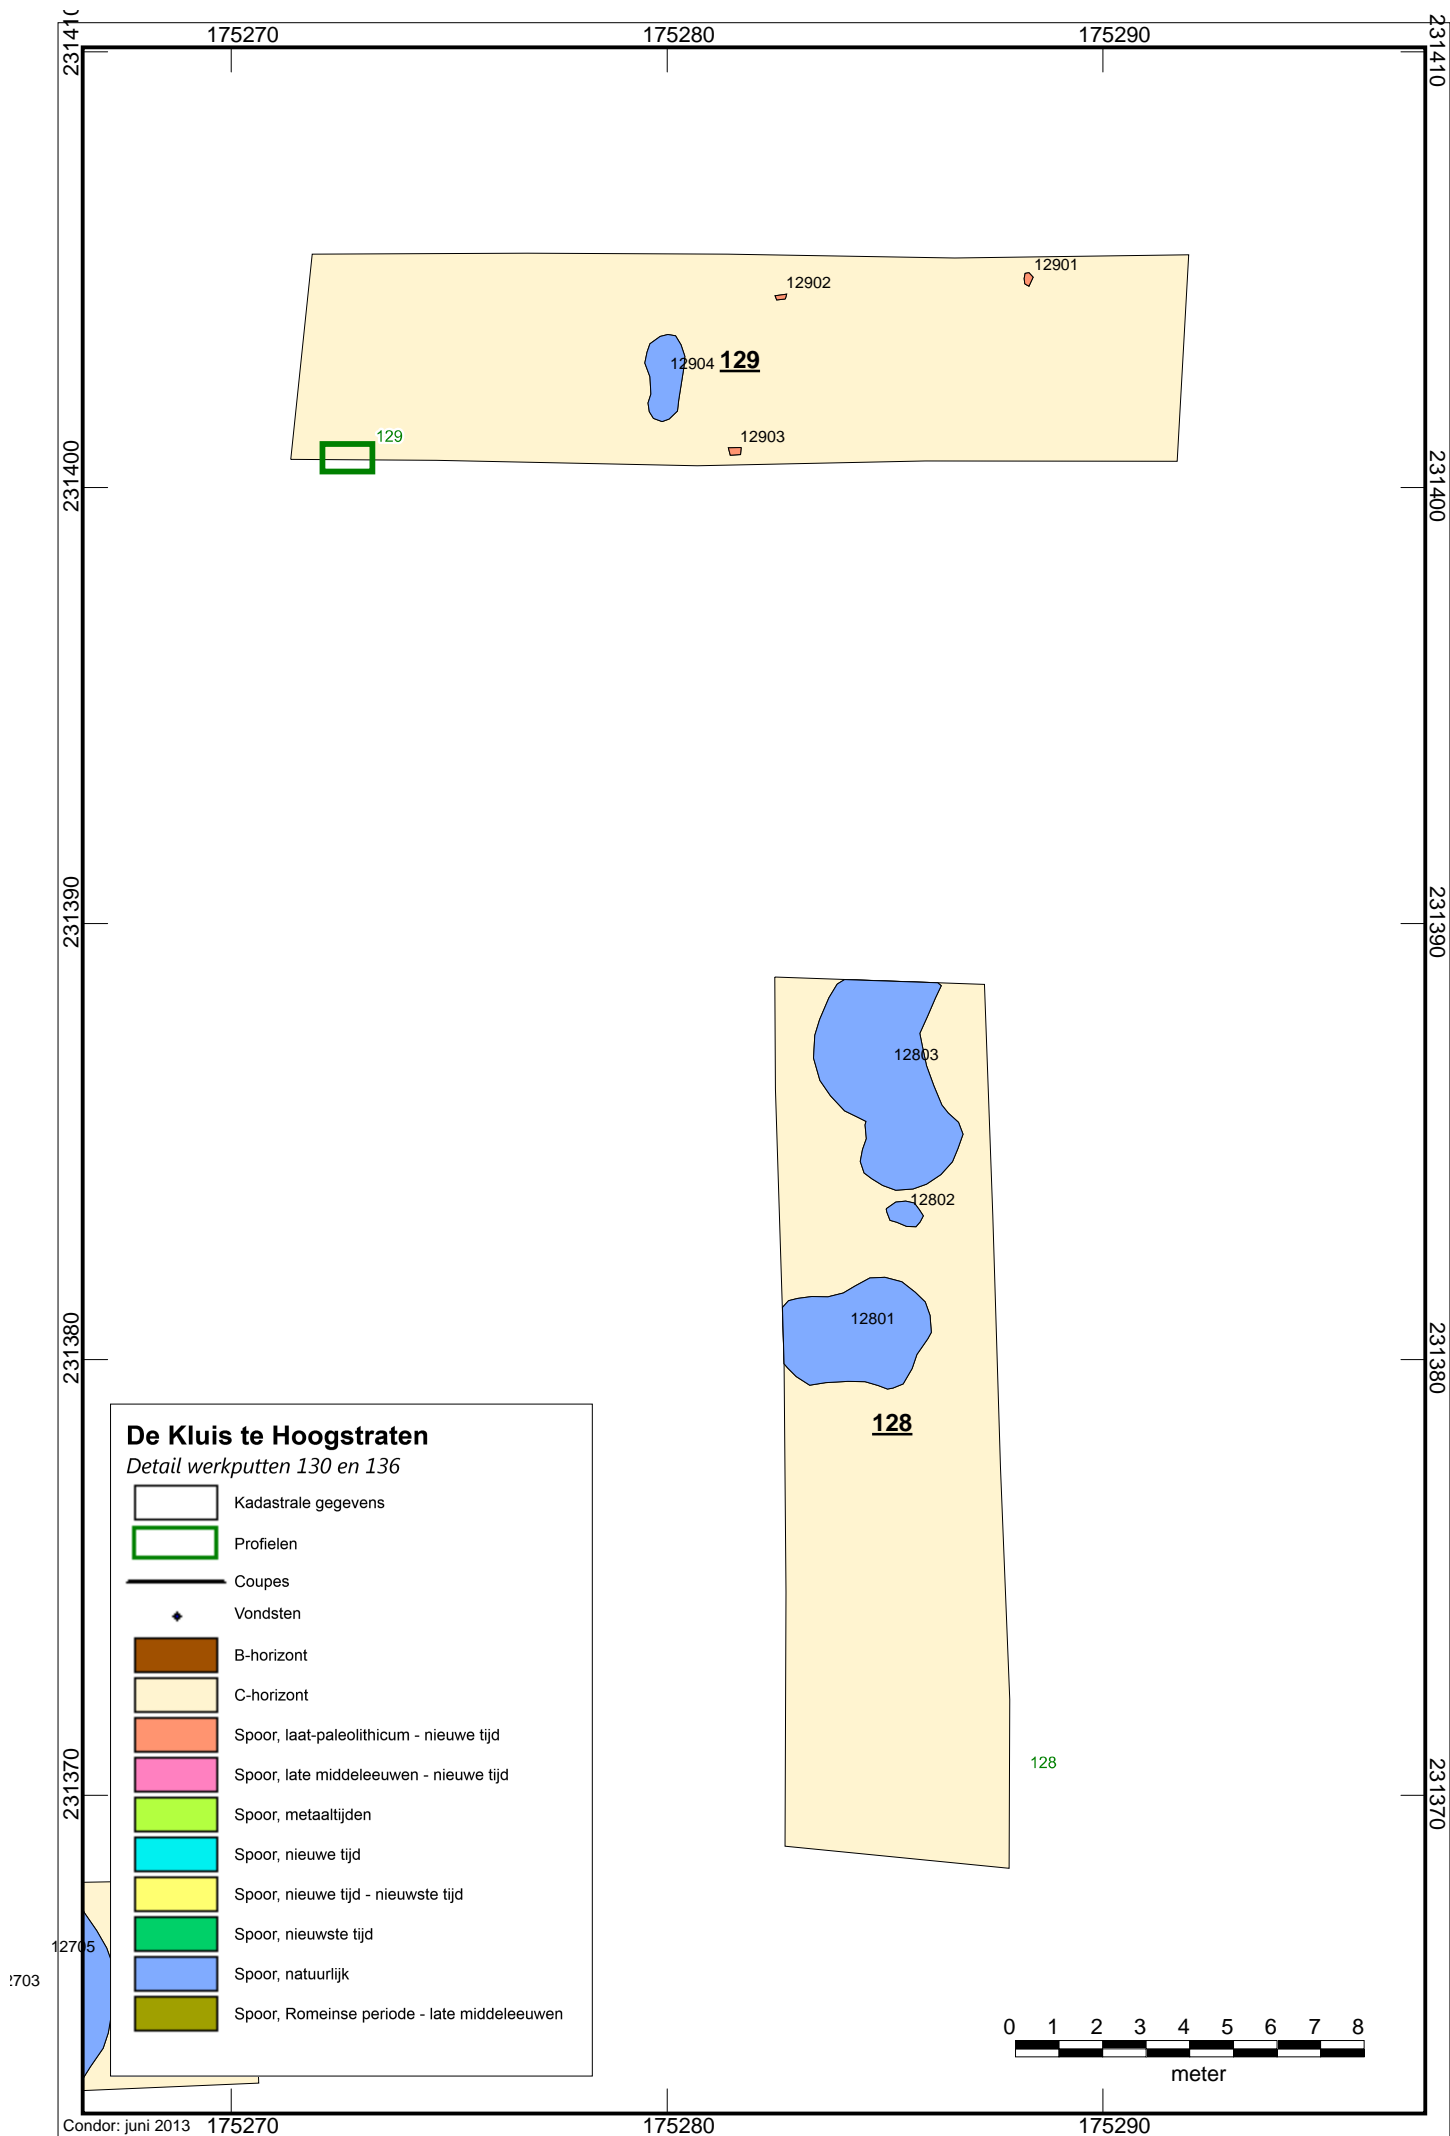 175270
175280
175290
231410
231410
12901
12902
12904
129
129
12903
231400
231400
231390
231390
12803
12802
12801
231380
231380
128
De Kluis te Hoogstraten
Detail werkputten 130 en 136
Kadastrale gegevens
Profielen
Coupes
Vondsten
B-horizont
C-horizont
Spoor, laat-paleolithicum - nieuwe tijd
128
Spoor, late middeleeuwen - nieuwe tijd
231370
231370
Spoor, metaaltijden
Spoor, nieuwe tijd
Spoor, nieuwe tijd - nieuwste tijd
Spoor, nieuwste tijd
12705
Spoor, natuurlijk
2703
Spoor, Romeinse periode - late middeleeuwen
0 1 2 3 4 5 6 7 8
meter
Condor: juni 2013
175270
175280
175290